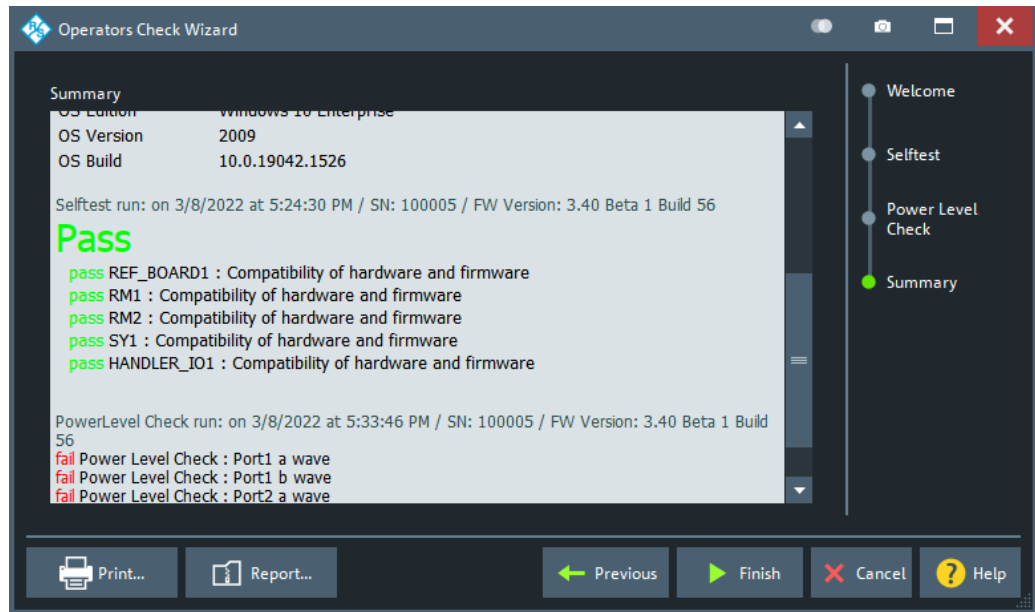 Operators Check Wizard
Summary
OS Edition Windows 10 Enterprise
OS Version 2009
OS Build 10.0.19042.1526
Selftest run: on 3/8/2022 at 5:24:30 PM / SN: 100005 / FW Version: 3.40 Beta 1 Build 56
Pass
pass REF_BOARD1 : Compatibility of hardware and firmware
pass RM1 : Compatibility of hardware and firmware
pass RM2 : Compatibility of hardware and firmware
pass SY1 : Compatibility of hardware and firmware
pass HANDLER_IO1 : Compatibility of hardware and firmware
PowerLevel Check run: on 3/8/2022 at 5:33:46 PM / SN: 100005 / FW Version: 3.40 Beta 1 Build
56
fail Power Level Check : Port1 a wave
fail Power Level Check : Port1 b wave
fail Power Level Check : Port2 a wave
Welcome
Selftest
Power Level
Check
Summary
Print...
Report...
Previous
Finish
Cancel
Help